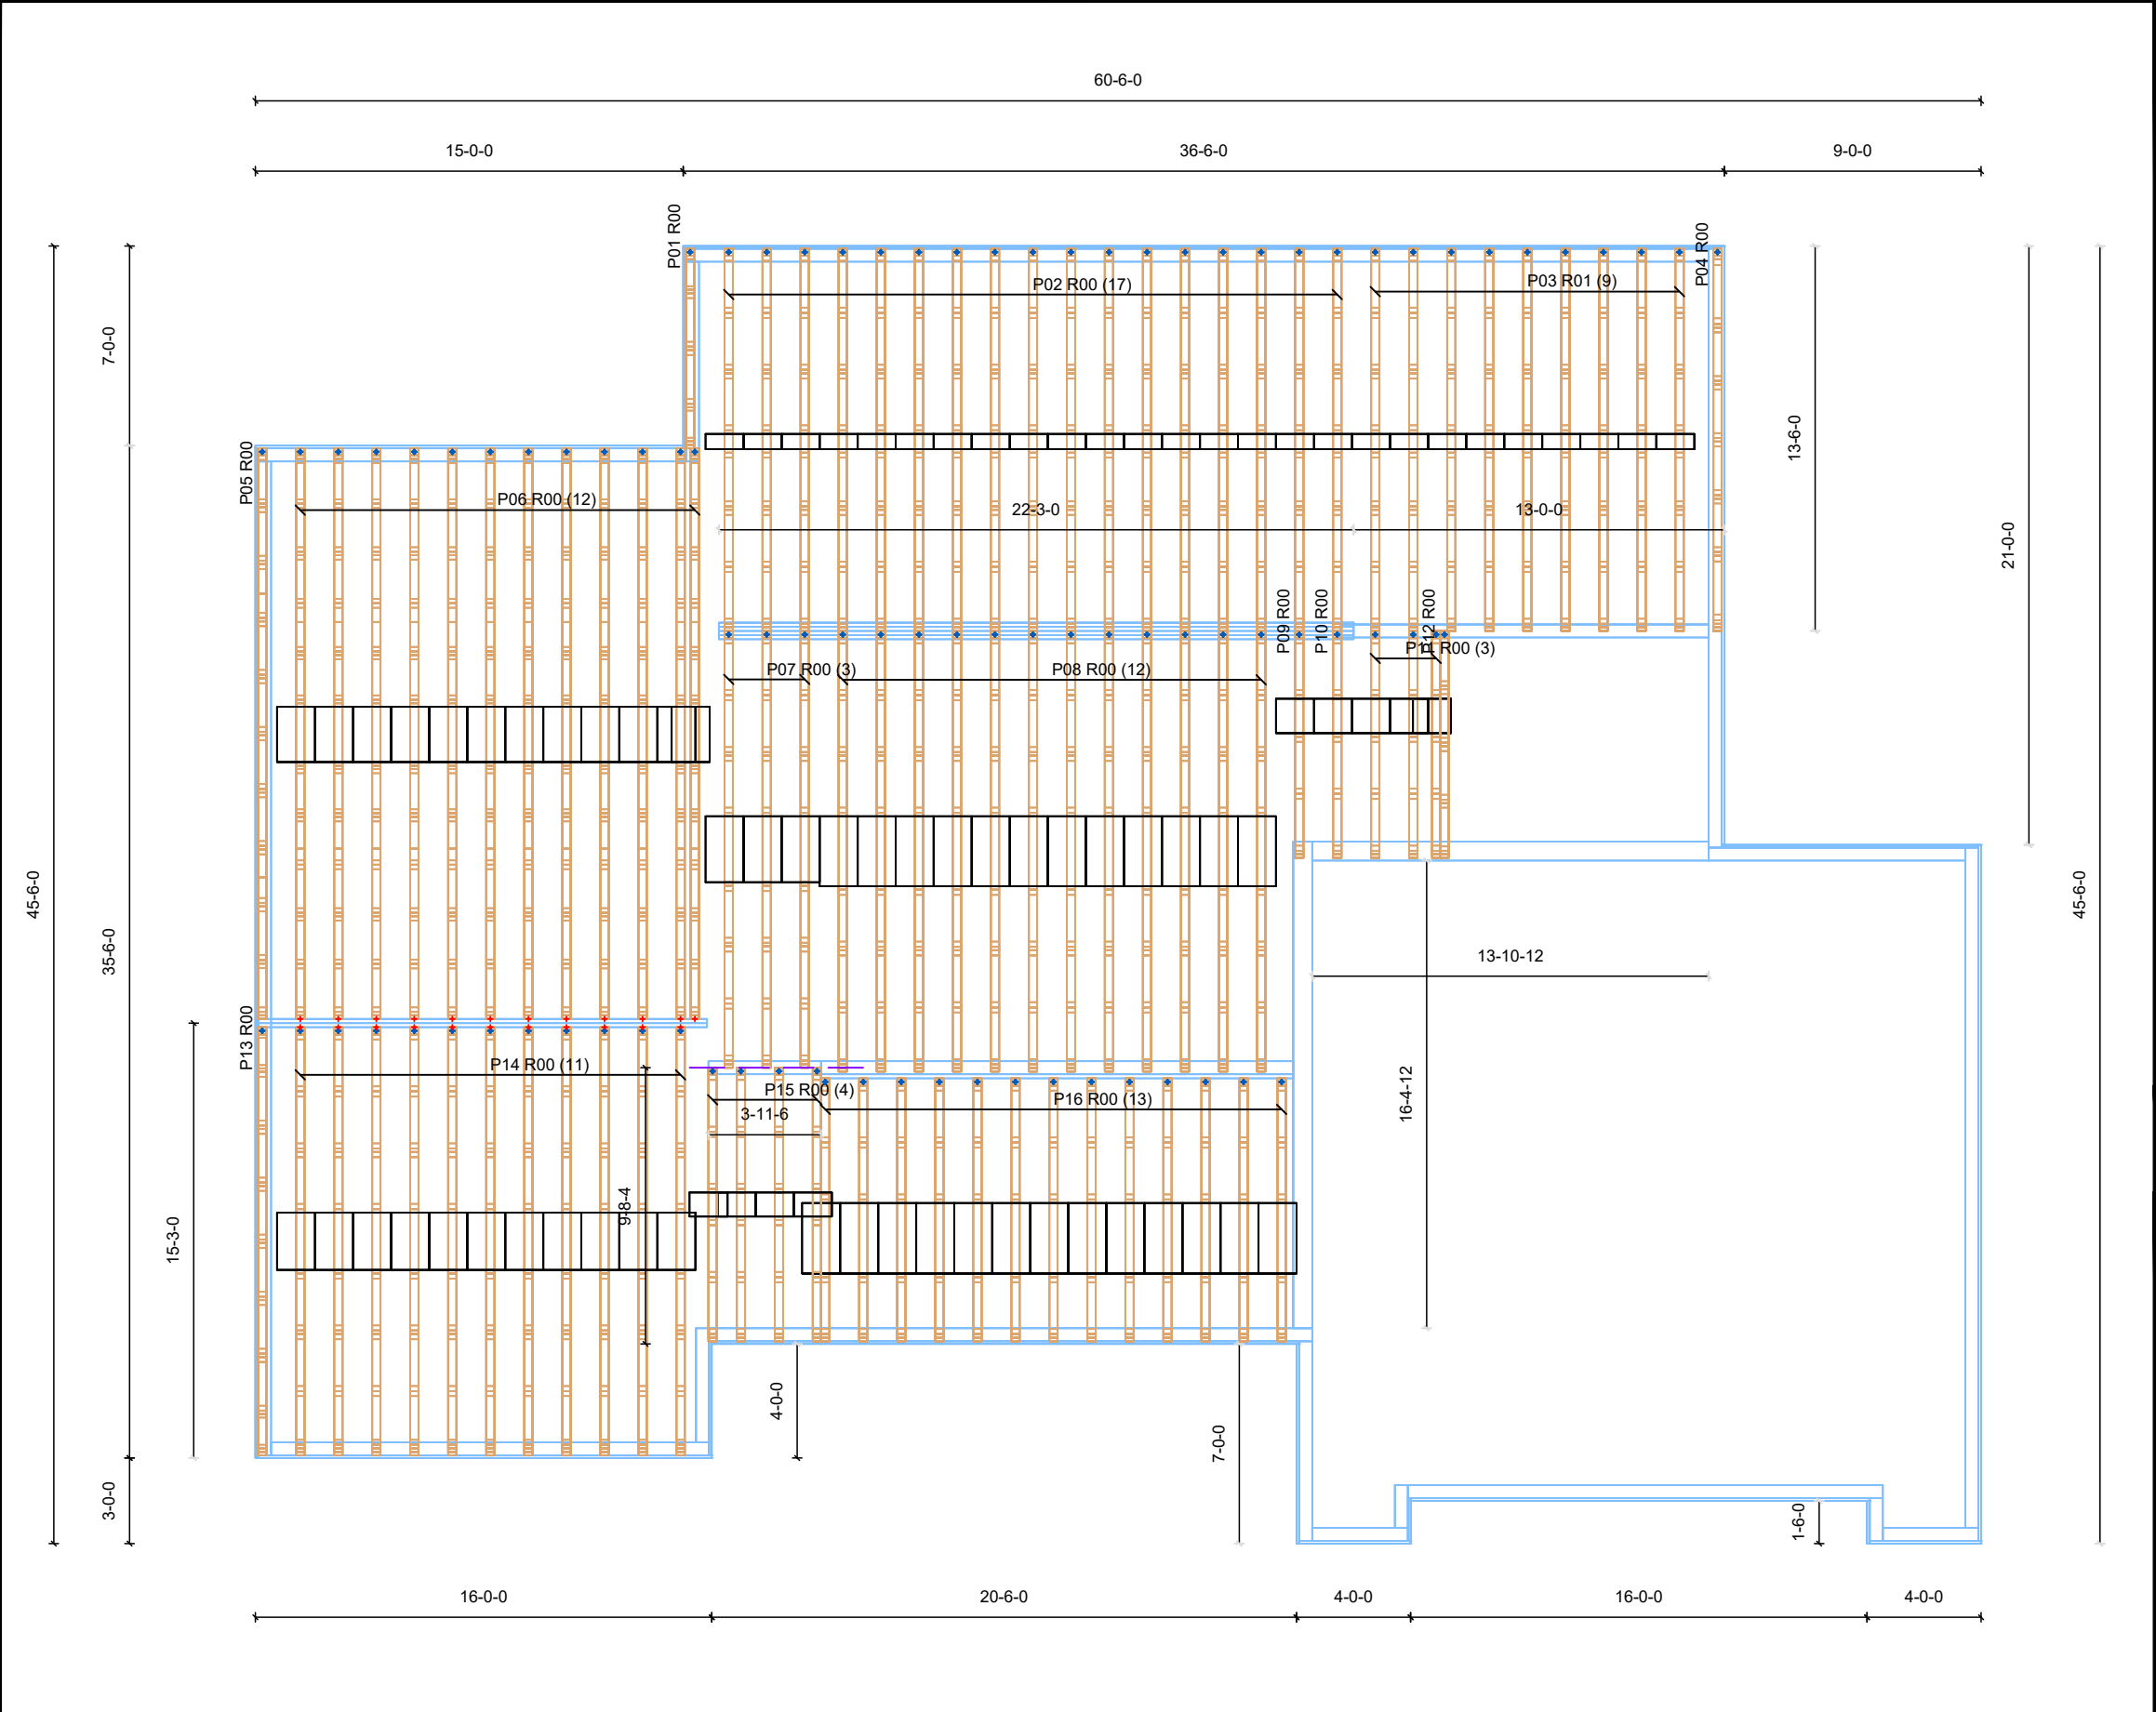 60-6-0
15-0-0
36-6-0
9-0-0
P01 R00
P04 R00
P02 R00 (17)
P03 R01 (9)
7-0-0
13-6-0
P05 R00
P06 R00 (12)
22-3-0
13-0-0
21-0-0
P09 R00
P10 R00
P12 R00
P11 R00 (3)
P07 R00 (3)
P08 R00 (12)
45-6-0
35-6-0
45-6-0
13-10-12
P13 R00
P14 R00 (11)
P15 R00 (4)
P16 R00 (13)
3-11-6
16-4-12
9-8-4
15-3-0
4-0-0
7-0-0
3-0-0
1-6-0
16-0-0
20-6-0
4-0-0
16-0-0
4-0-0